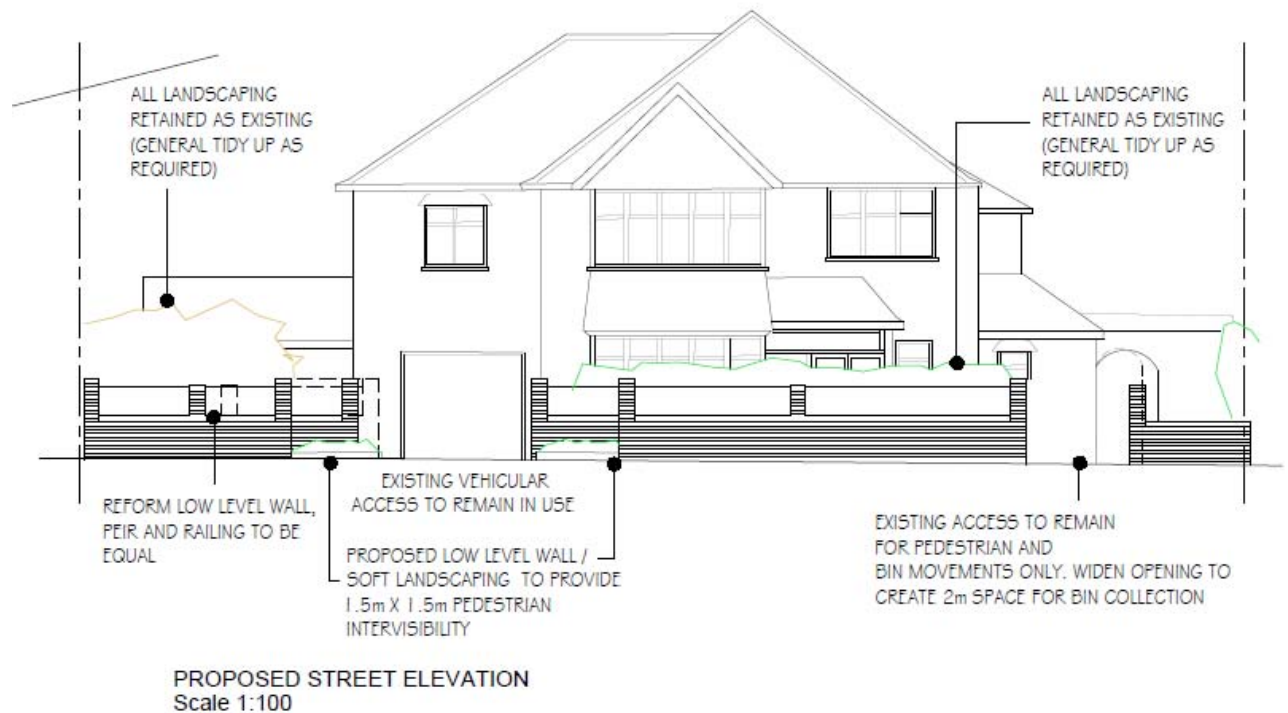 ALL LANDSCAPING
RETAINED AS EXISTING
(GENERAL TIDY UP AS
REQUIRED)
ALL LANDSCAPING
RETAINED AS EXISTING
(GENERAL TIDY UP AS
REQUIRED)
REFORM LOW LEVEL WALL,
PEIR AND RAILING TO BE
EQUAL
EXISTING VEHICULAR
ACCESS TO REMAIN IN USE
PROPOSED LOW LEVEL WALL /
SOFT LANDSCAPING TO PROVIDE
1.5m X 1.5m PEDESTRIAN
INTERVISIBILITY
EXISTING ACCESS TO REMAIN
FOR PEDESTRIAN AND
BIN MOVEMENTS ONLY. WIDEN OPENING TO
CREATE 2m SPACE FOR BIN COLLECTION
PROPOSED STREET ELEVATION
Scale 1:100